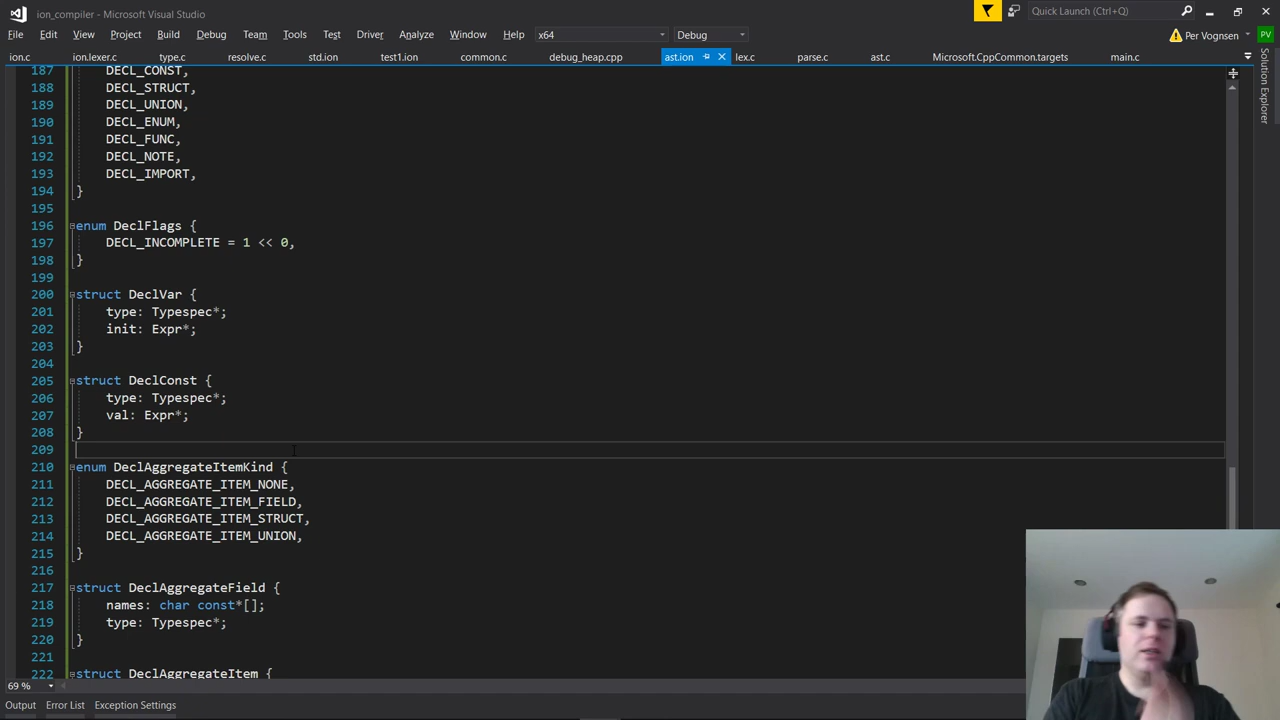 ion_compiler - Microsoft Visual Studio
Quick Launch (Ctrl+Q)
File Edit View Project Build Debug Team Tools Test Driver Analyze Window Help x64 Debug
Per Vognsen PV
ion.c ion.lexer.c type.c resolve.c std.ion test1.ion common.c debug_heap.cpp ast.ion lex.c parse.c ast.c Microsoft.CppCommon.targets main.c
Solution Explorer
187 DECL_CONST,
188 DECL_STRUCT,
189 DECL_UNION,
190 DECL_ENUM,
191 DECL_FUNC,
192 DECL_NOTE,
193 DECL_IMPORT,
194 }
195
196 enum DeclFlags {
197 DECL_INCOMPLETE = 1 << 0,
198 }
199
200 struct DeclVar {
201 type: Typespec*;
202 init: Expr*;
203 }
204
205 struct DeclConst {
206 type: Typespec*;
207 val: Expr*;
208 }
209
210 enum DeclAggregateItemKind {
211 DECL_AGGREGATE_ITEM_NONE,
212 DECL_AGGREGATE_ITEM_FIELD,
213 DECL_AGGREGATE_ITEM_STRUCT,
214 DECL_AGGREGATE_ITEM_UNION,
215 }
216
217 struct DeclAggregateField {
218 names: char const*[];
219 type: Typespec*;
220 }
221
222 struct DeclAggregateItem {
69 %
Output Error List Exception Settings